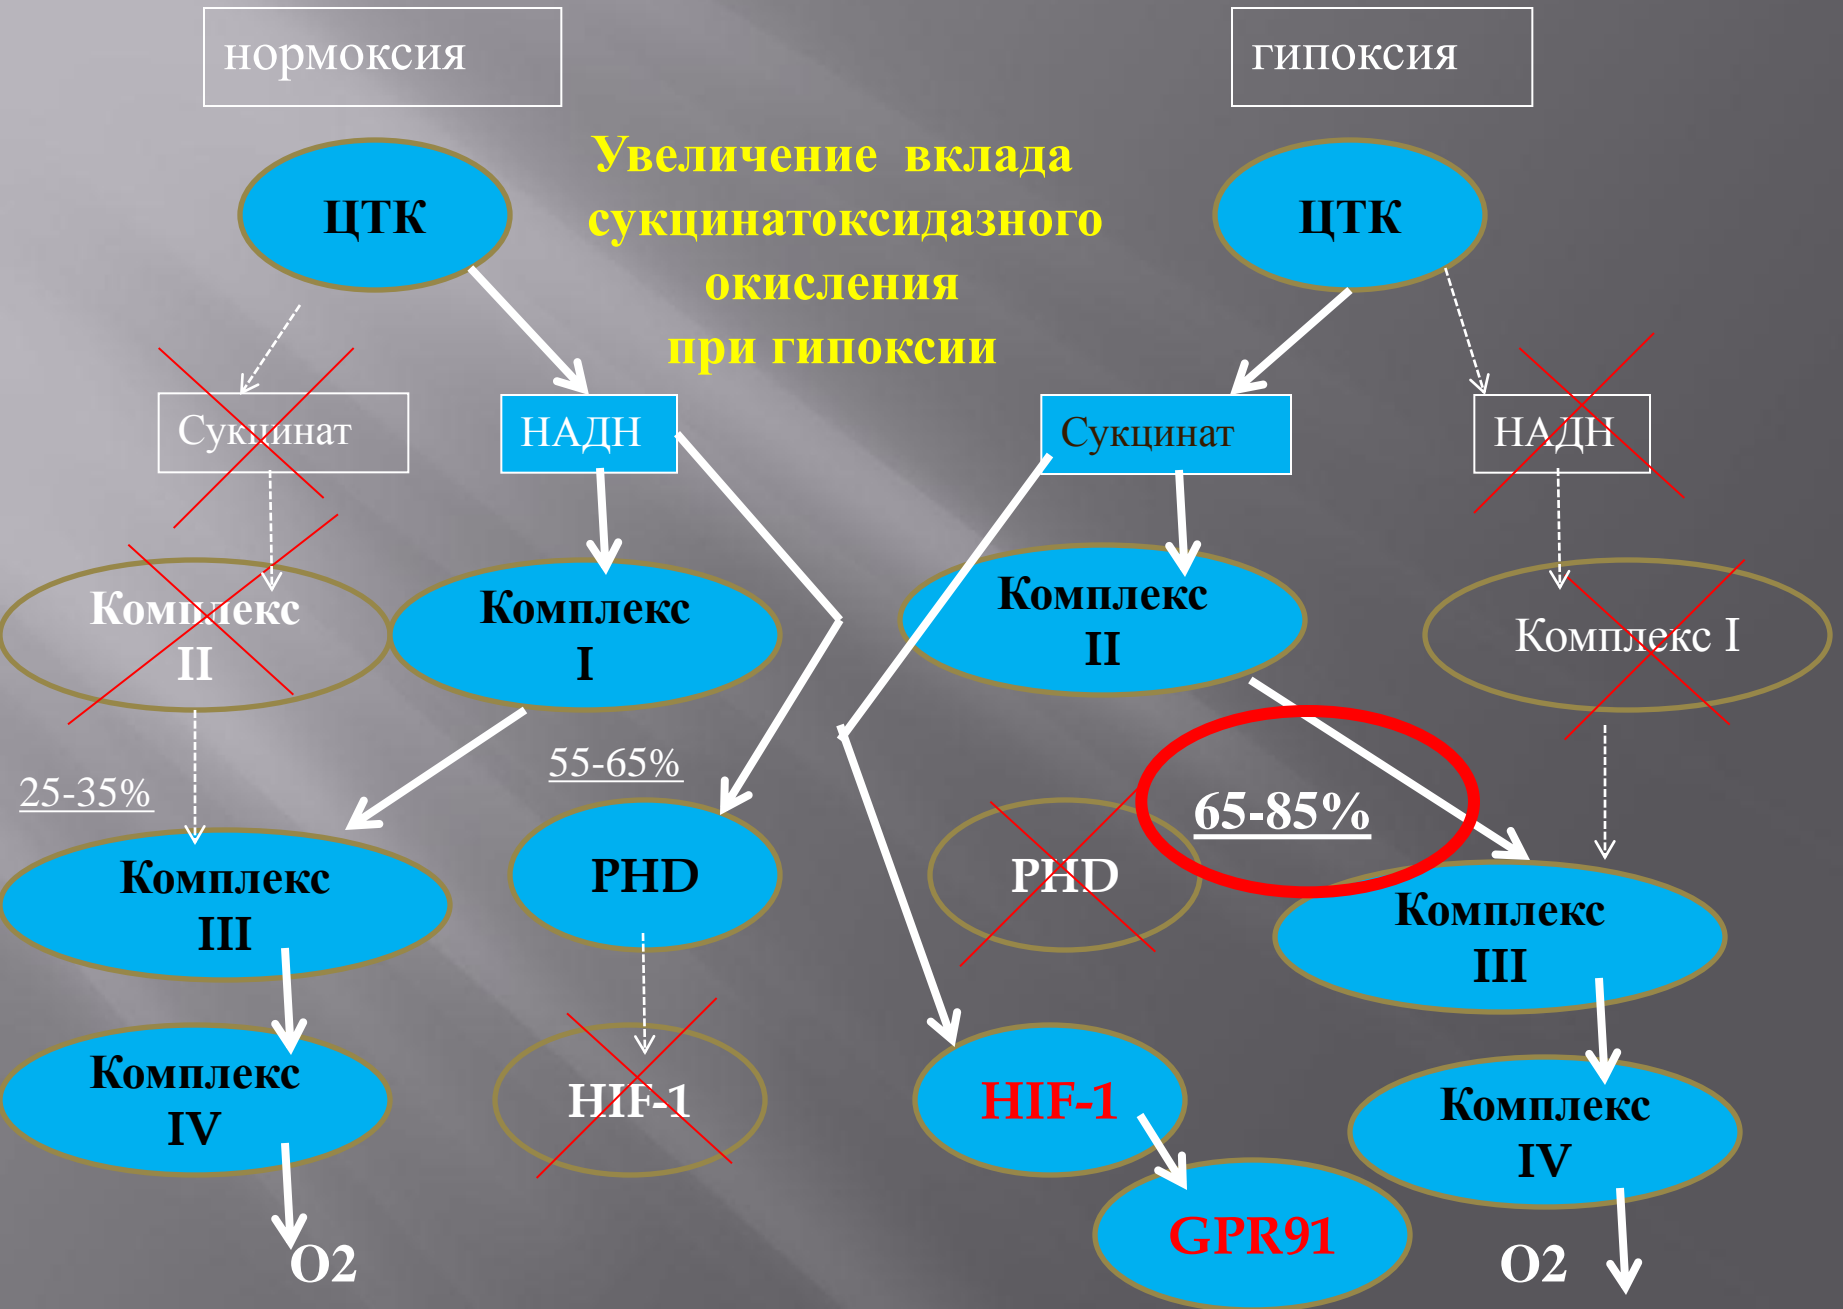 нормоксия
гипоксия
Увеличение вклада
сукцинатоксидазного
окисления
при гипоксии
ЦТК
ЦТК
Сукцинат
НАДН
Сукцинат
НАДН
Комплекс
II
Комплекс
I
Комплекс
II
Комплекс I
25-35%
55-65%
65-85%
Комплекс
III
PHD
PHD
Комплекс
III
Комплекс
IV
HIF-1
HIF-1
Комплекс
IV
GPR91
О2
О2